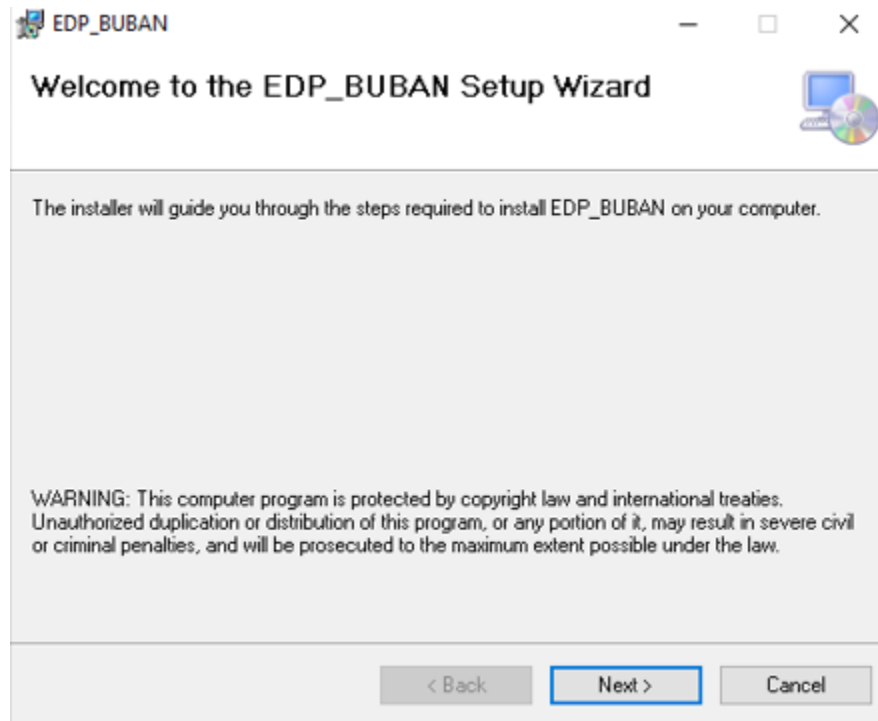 EDP_BUBAN
Welcome to the EDP_BUBAN Setup Wizard
The installer will guide you through the steps required to install EDP_BUBAN on your computer.
WARNING: This computer program is protected by copyright law and international treaties.
Unauthorized duplication or distribution of this program, or any portion of it, may result in severe civil
or criminal penalties, and will be prosecuted to the maximum extent possible under the law.
< Back
Next >
Cancel